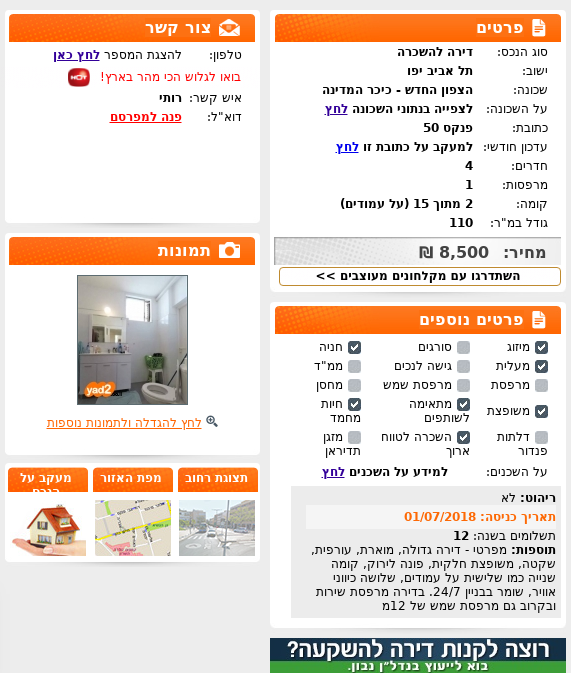 פרטים
סוג הנכס: דירה להשכרה
ישוב: תל אביב יפו
שכונה: הצפון החדש - כיכר המדינה
על השכונה: לצפייה בנתוני השכונה לחץ
כתובת: פנקס 50
עדכון חודשי: למעקב על כתובת זו לחץ
חדרים: 4
מרפסות: 1
קומה: 2 מתוך 15 (על עמודים)
גודל במ"ר: 110
מחיר: 8,500 ₪
השתדרגו עם מקלחונים מעוצבים >>
פרטים נוספים
מיזוג סורגים חניה
מעלית גישה לנכים ממ"ד
מרפסת מרפסת שמש מחסן
משופצת מתאימה לשותפים חיות מחמד
דלתות פנדור השכרה לטווח ארוך מזגן תדיראן
על השכנים: למידע על השכנים לחץ
ריהוט: לא
תאריך כניסה: 01/07/2018
תשלומים בשנה: 12
תוספות: מפרטי - דירה גדולה, מוארת, עורפית,
שקטה, משופצת חלקית, פונה לירוק, קומה
שנייה כמו שלישית על עמודים, שלושה כיווני
אוויר, שומר בבניין 24/7. בדירה מרפסת שירות
ובקרוב גם מרפסת שמש של 12מ
רוצה לקנות דירה להשקעה?
בוא לייעוץ בנדל"ן נבון.
צור קשר
טלפון: להצגת המספר לחץ כאן
בואו לגלוש הכי מהר בארץ! HOT
איש קשר: רותי
דוא"ל: פנה למפרסם
תמונות
yad2
לחץ להגדלה ולתמונות נוספות
תצוגת רחוב
מפת האזור
מעקב על
הנכס